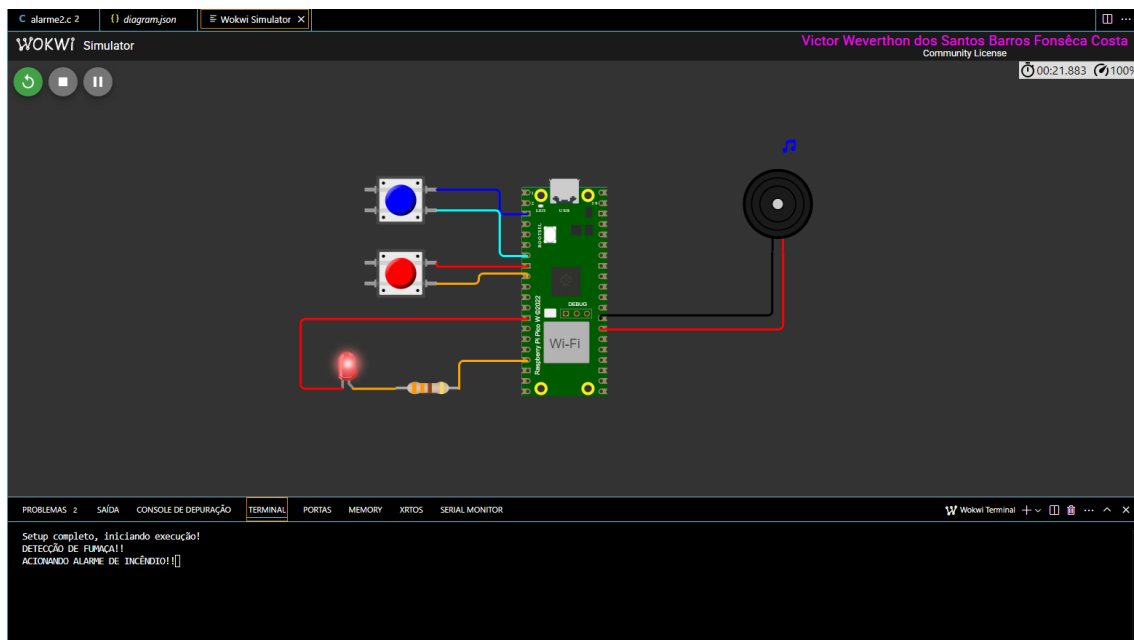 alarme2.c 2 {} diagram.json Wokwi Simulator
WOKWI Simulator
Victor Weverthon dos Santos Barros Fonsêca Costa
Community License
00:21.883 100%
LED USB
BOOTSEL
DEBUG
Raspberry Pi Pico W ©2022
Wi-Fi
PROBLEMAS 2 SAÍDA CONSOLE DE DEPURAÇÃO TERMINAL PORTAS MEMORY XRTOS SERIAL MONITOR Wokwi Terminal
Setup completo, iniciando execução!
DETECÇÃO DE FUMAÇA!!
ACIONANDO ALARME DE INCÊNDIO!!